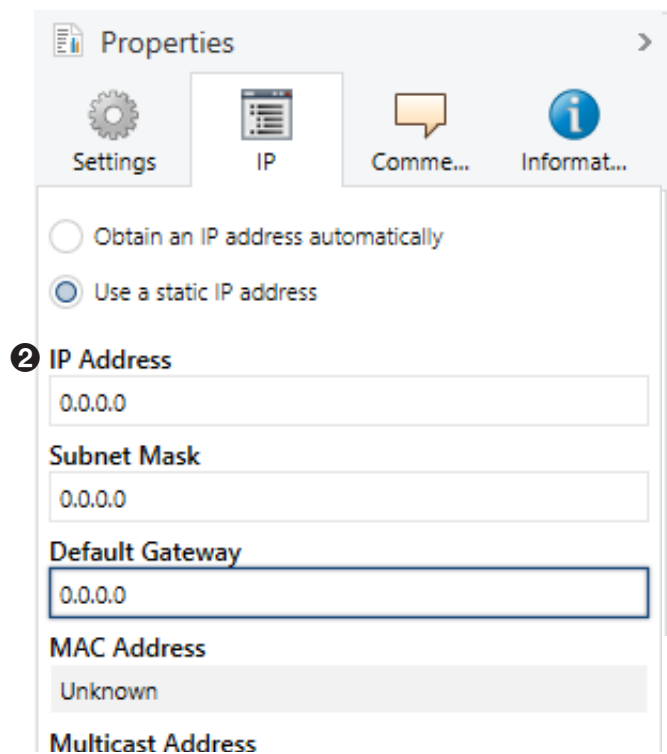 Properties
Settings IP Comme... Informat...
Obtain an IP address automatically
Use a static IP address
❷ IP Address
0.0.0.0
Subnet Mask
0.0.0.0
Default Gateway
0.0.0.0
MAC Address
Unknown
Multicast Address